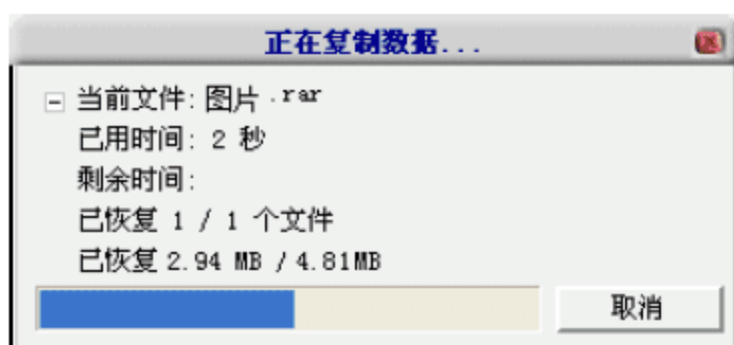 正在复制数据...
当前文件: 图片.rar
已用时间: 2 秒
剩余时间:
已恢复 1 / 1 个文件
已恢复 2.94 MB / 4.81MB
取消